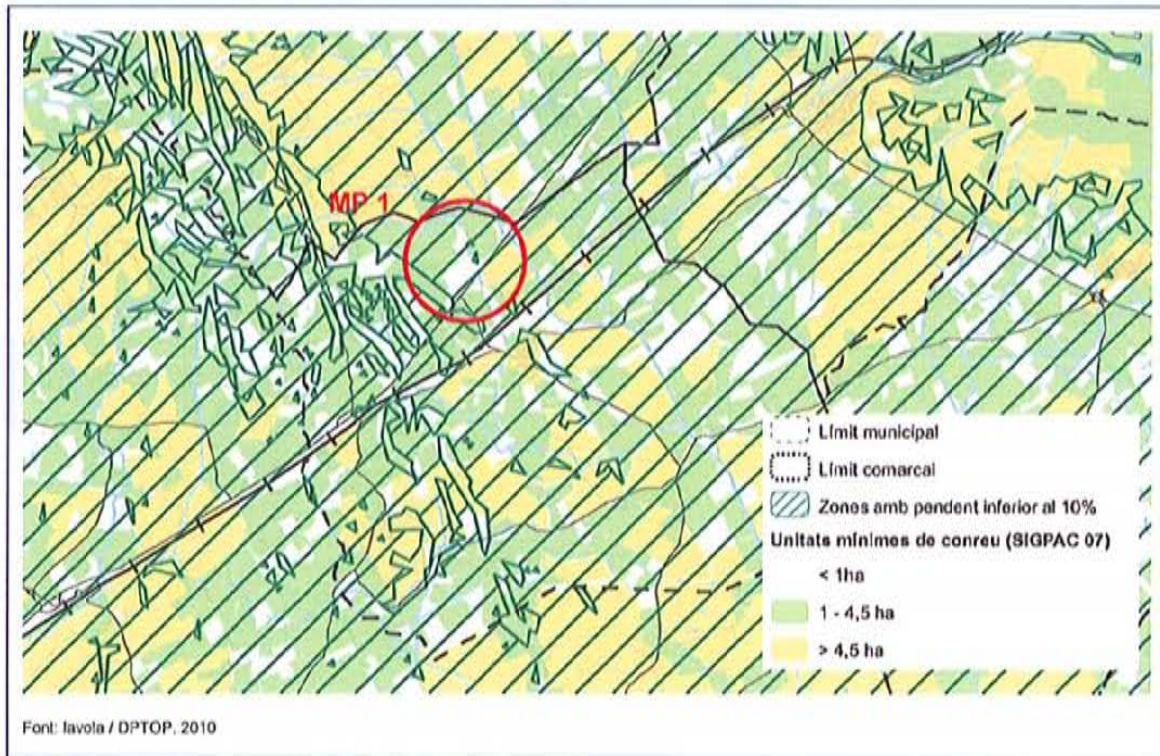 MP 1
Límit municipal
Límit comarcal
Zones amb pendent inferior al 10%
Unitats mínimes de conreu (SIGPAC 07)
< 1ha
1 - 4,5 ha
> 4,5 ha
Font: lavola / DPTOP, 2010